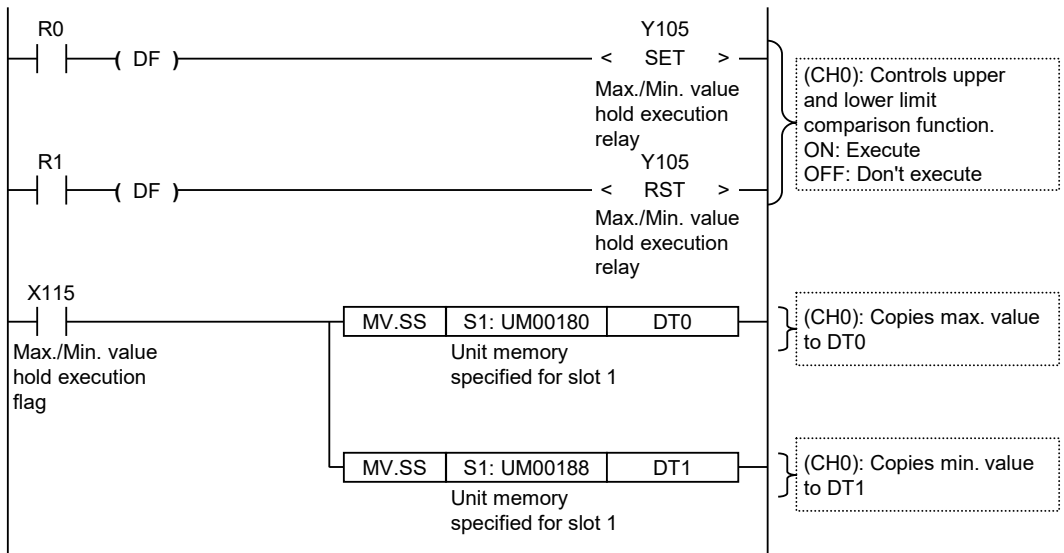 R0
( DF )
Y105
< SET >
Max./Min. value
hold execution
relay
(CH0): Controls upper
and lower limit
comparison function.
ON: Execute
OFF: Don't execute
R1
( DF )
Y105
< RST >
Max./Min. value
hold execution
relay
X115
Max./Min. value
hold execution
flag
MV.SS S1: UM00180 DT0
Unit memory
specified for slot 1
(CH0): Copies max. value
to DT0
MV.SS S1: UM00188 DT1
Unit memory
specified for slot 1
(CH0): Copies min. value
to DT1